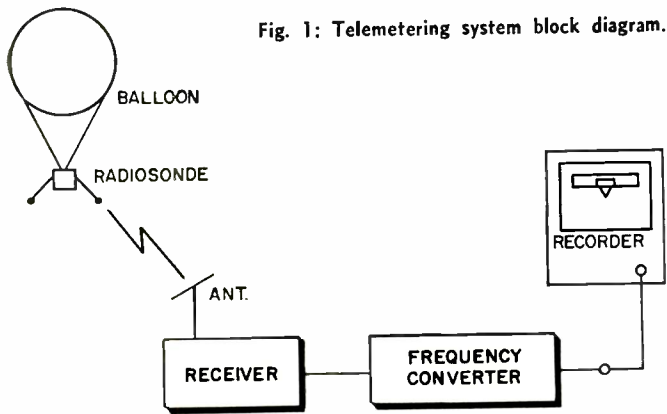 Fig. 1: Telemetering system block diagram.
BALLOON
RADIOSONDE
RECORDER
ANT.
RECEIVER
FREQUENCY
CONVERTER